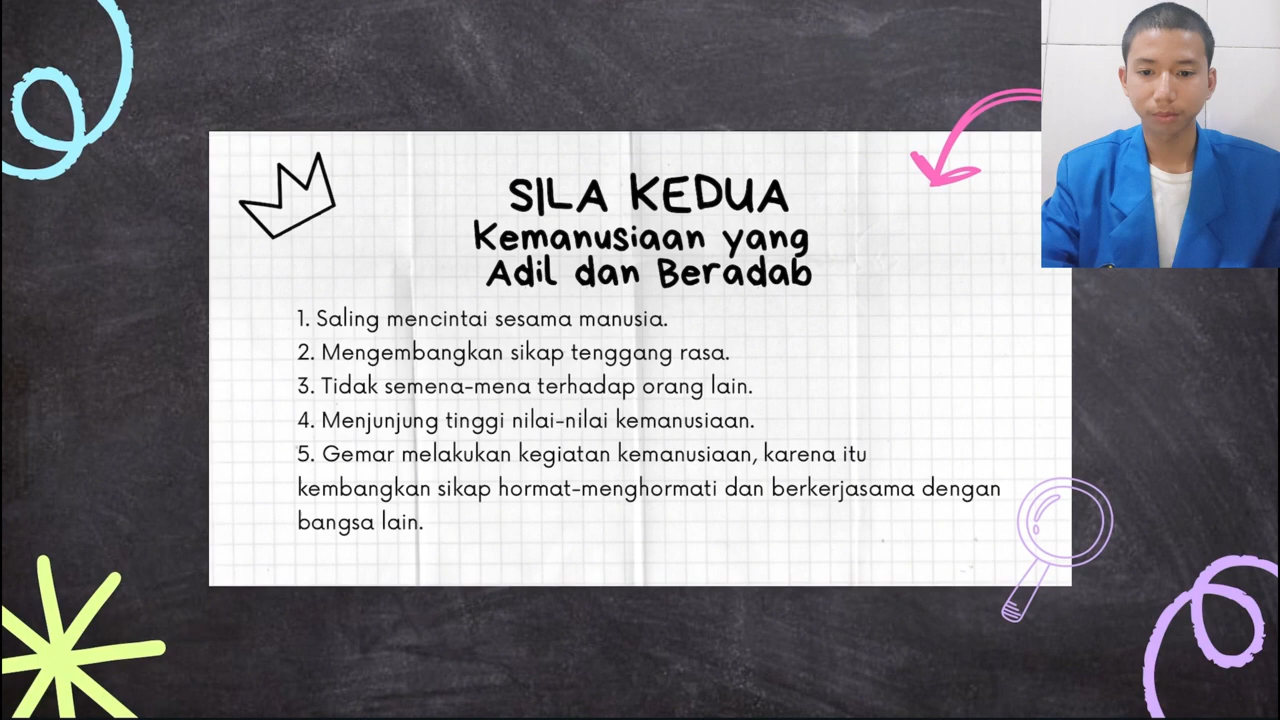 SILA KEDUA
Kemanusiaan yang
Adil dan Beradab
1. Saling mencintai sesama manusia.
2. Mengembangkan sikap tenggang rasa.
3. Tidak semena-mena terhadap orang lain.
4. Menjunjung tinggi nilai-nilai kemanusiaan.
5. Gemar melakukan kegiatan kemanusiaan, karena itu
kembangkan sikap hormat-menghormati dan berkerjasama dengan
bangsa lain.